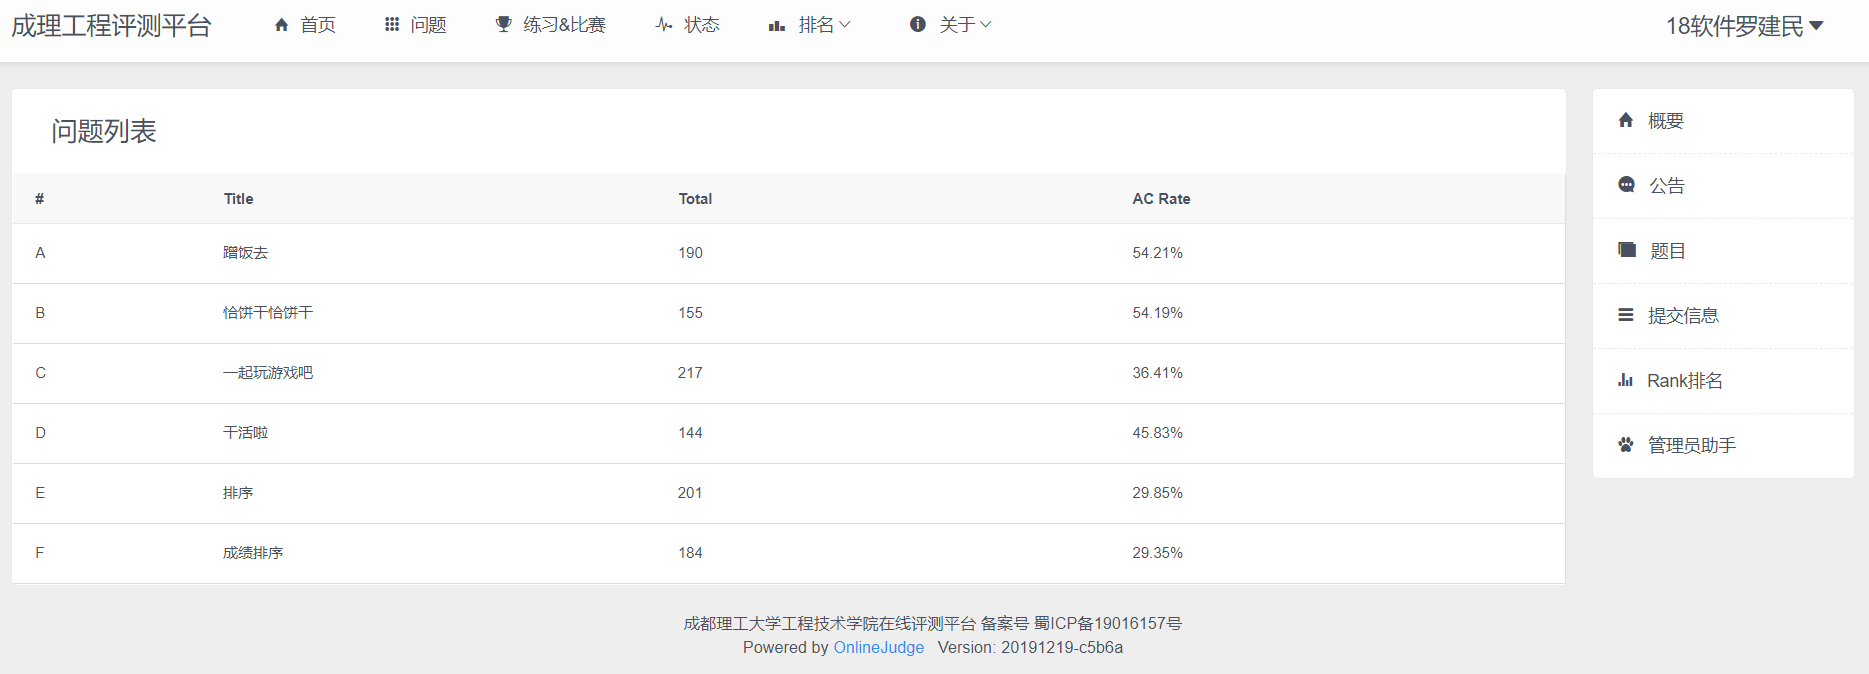 成理工程评测平台 首页 问题 练习&比赛 状态 排名 关于 18软件罗建民
问题列表
# Title Total AC Rate
A 蹭饭去 190 54.21%
B 恰饼干恰饼干 155 54.19%
C 一起玩游戏吧 217 36.41%
D 干活啦 144 45.83%
E 排序 201 29.85%
F 成绩排序 184 29.35%
概要
公告
题目
提交信息
Rank排名
管理员助手
成都理工大学工程技术学院在线评测平台 备案号 蜀ICP备19016157号
Powered by OnlineJudge Version: 20191219-c5b6a